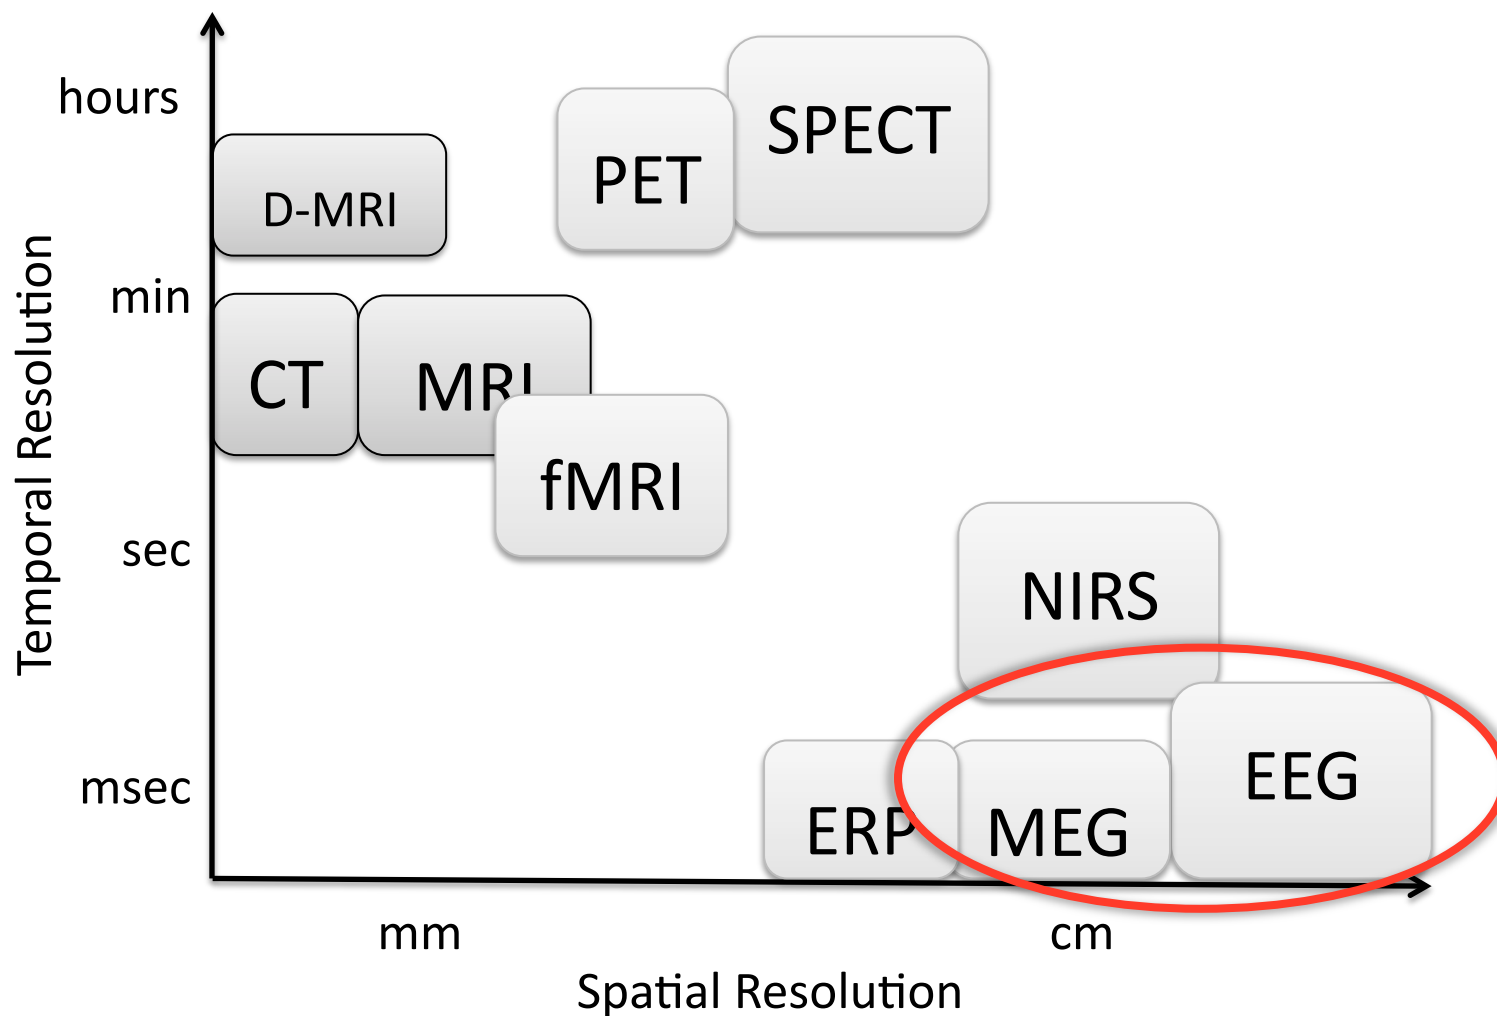 hours
SPECT
PET
D-MRI
min
CT
MRI
fMRI
sec
NIRS
msec
EEG
ERP
MEG
mm
cm
Spatial Resolution
Temporal Resolution